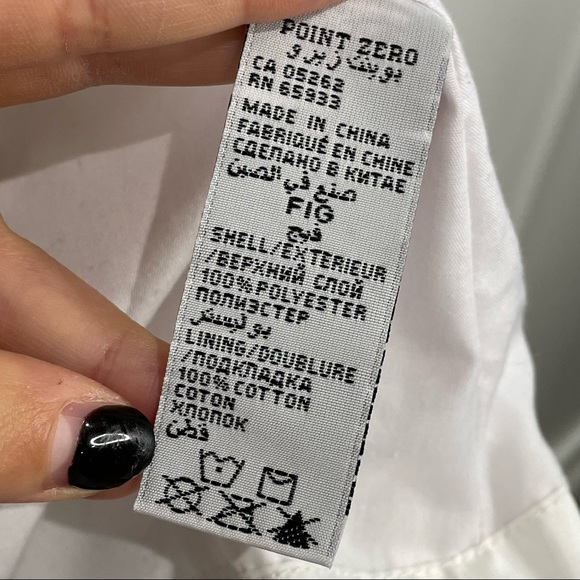 POINT ZERO
بوينت زيرو
CA 05262
RN 65933
MADE IN CHINA
FABRIQUÉ EN CHINE
СДЕЛАНО В КИТАЕ
صنع في الصين
FIG
فيج
SHELL/EXTERIEUR
/ВЕРХНИЙ СЛОЙ
100% POLYESTER
ПОЛИЭСТЕР
بوليستر
LINING/DOUBLURE
/ПОДКЛАДКА
100% COTTON
COTON
ХЛОПОК
قطن